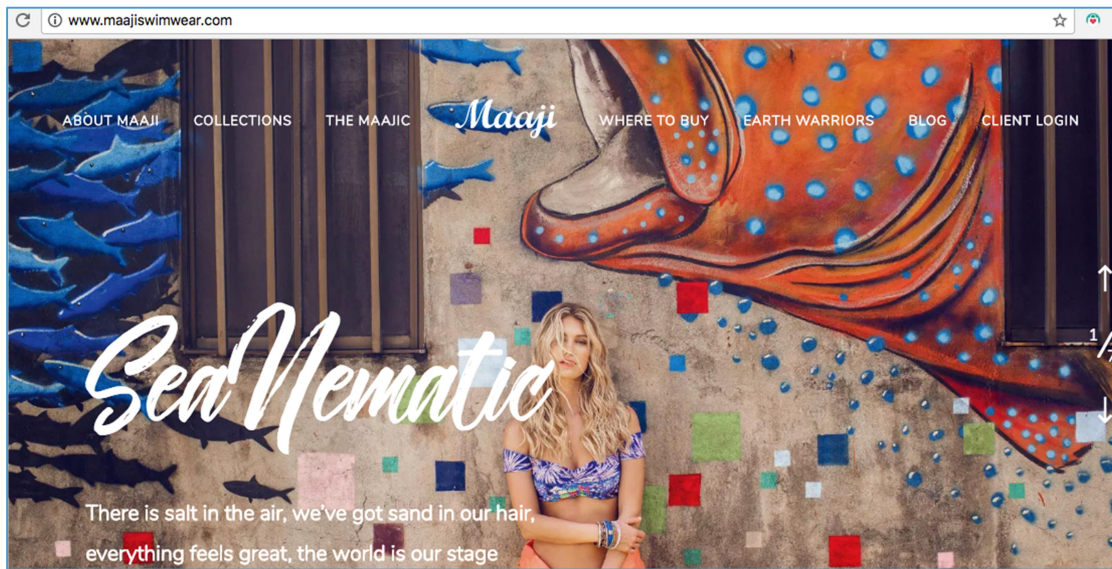 www.maajiswimwear.com
ABOUT MAAJI COLLECTIONS THE MAAJIC Maaji WHERE TO BUY EARTH WARRIORS BLOG CLIENT LOGIN
SeaNematic
1/
There is salt in the air, we've got sand in our hair,
everything feels great, the world is our stage